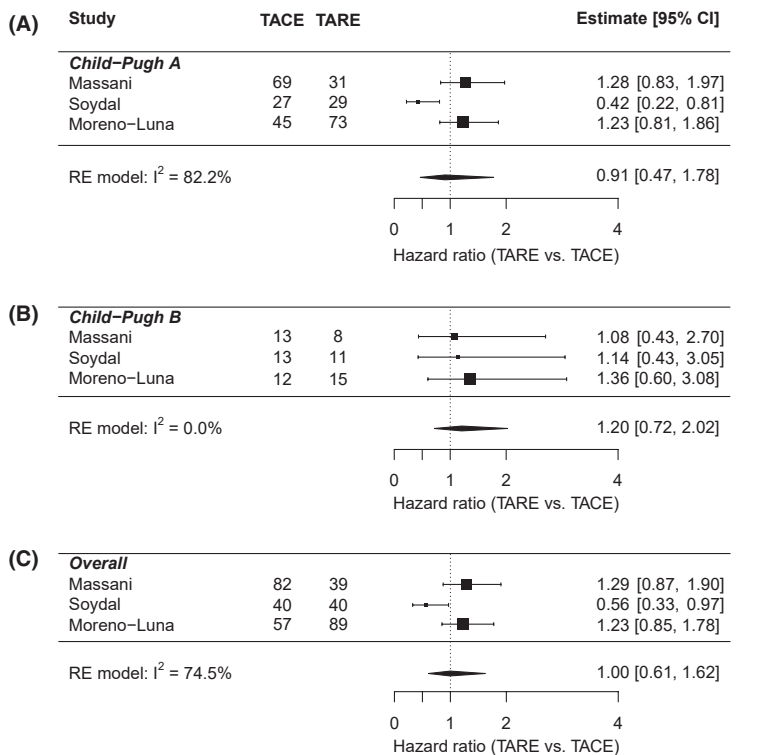 (A) Study TACE TARE Estimate [95% CI]
Child−Pugh A
Massani 69 31 1.28 [0.83, 1.97]
Soydal 27 29 0.42 [0.22, 0.81]
Moreno−Luna 45 73 1.23 [0.81, 1.86]
RE model: I² = 82.2% 0.91 [0.47, 1.78]
0 1 2 4
Hazard ratio (TARE vs. TACE)
(B)
Child−Pugh B
Massani 13 8 1.08 [0.43, 2.70]
Soydal 13 11 1.14 [0.43, 3.05]
Moreno−Luna 12 15 1.36 [0.60, 3.08]
RE model: I² = 0.0% 1.20 [0.72, 2.02]
0 1 2 4
Hazard ratio (TARE vs. TACE)
(C)
Overall
Massani 82 39 1.29 [0.87, 1.90]
Soydal 40 40 0.56 [0.33, 0.97]
Moreno−Luna 57 89 1.23 [0.85, 1.78]
RE model: I² = 74.5% 1.00 [0.61, 1.62]
0 1 2 4
Hazard ratio (TARE vs. TACE)